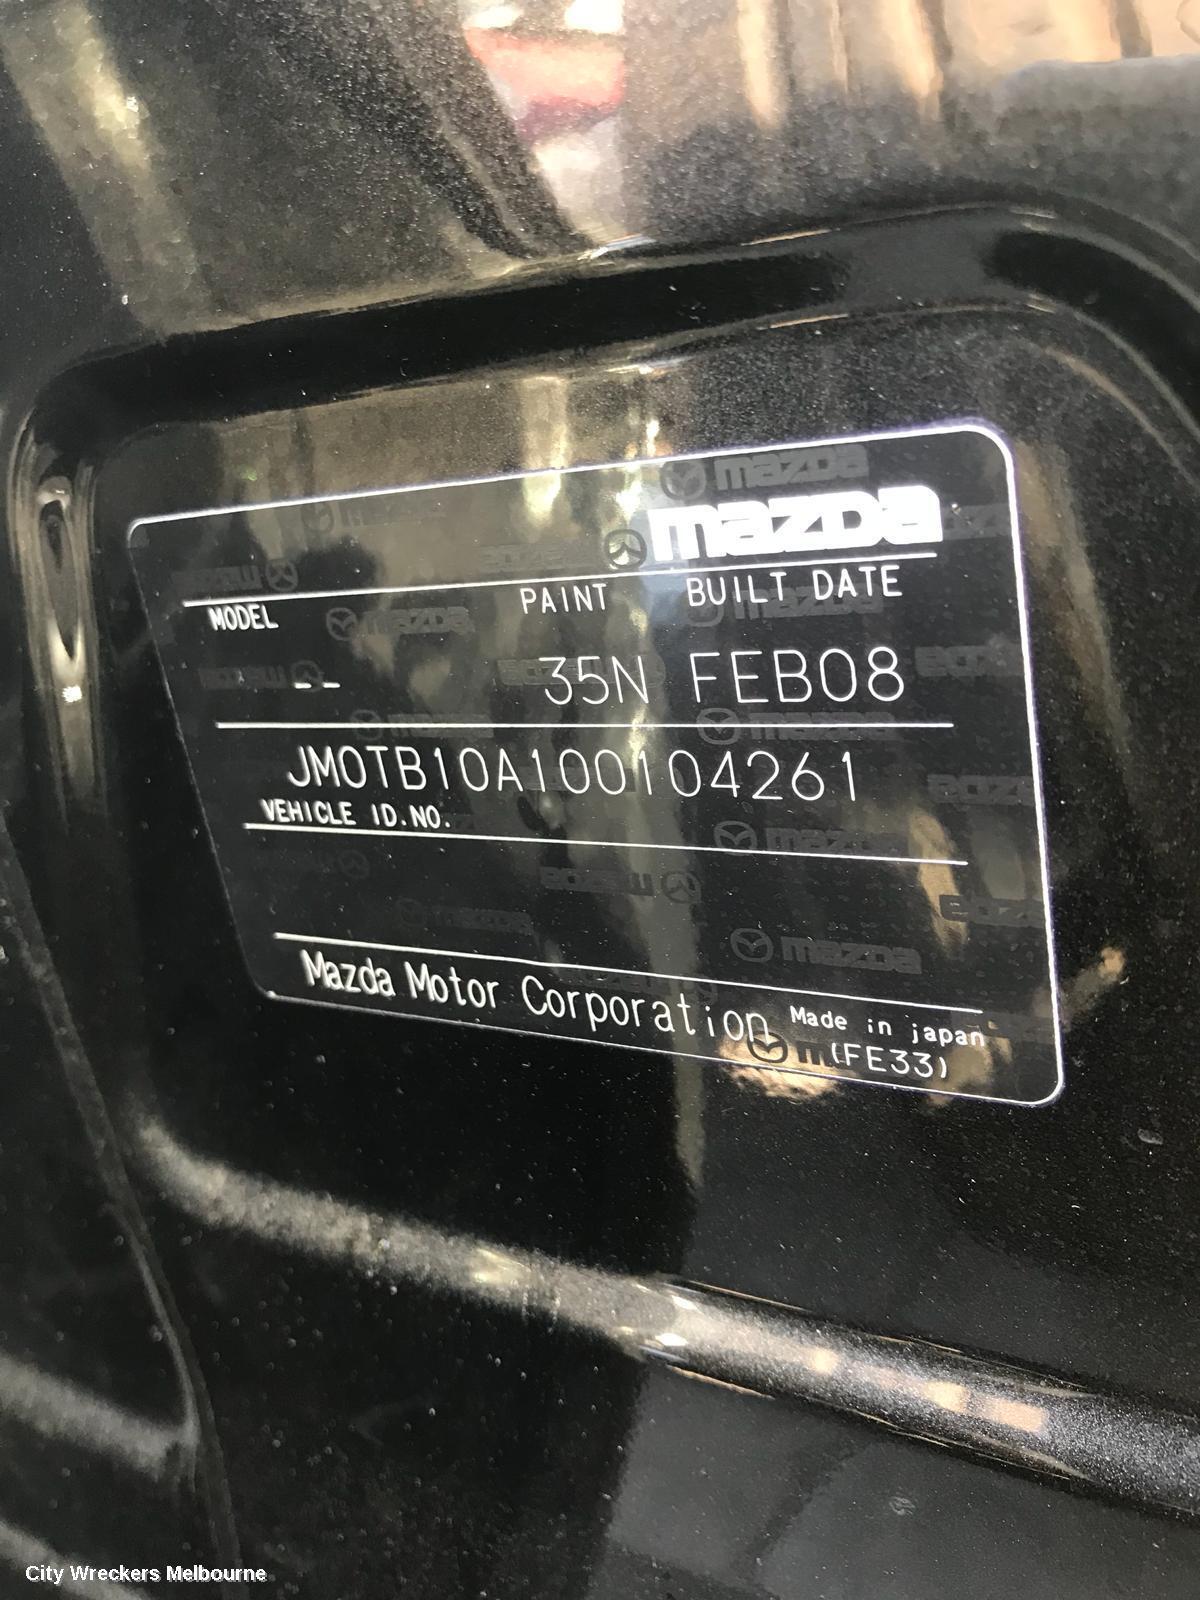 mazda
MODEL PAINT BUILT DATE
-- 35N FEB08
JM0TB10A100104261
VEHICLE ID.NO.
Mazda Motor Corporation Made in japan
(FE33)
City Wreckers Melbourne